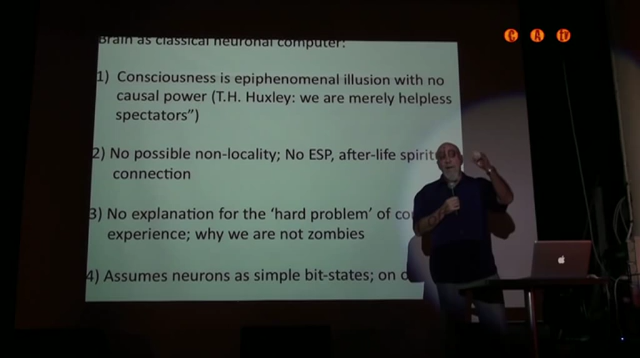 Brain as classical neuronal computer:
1) Consciousness is epiphenomenal illusion with no
causal power (T.H. Huxley: we are merely helpless
spectators")
2) No possible non-locality; No ESP, after-life spirit
connection
3) No explanation for the 'hard problem' of
experience; why we are not zombies
4) Assumes neurons as simple bit-states; on
C A tv